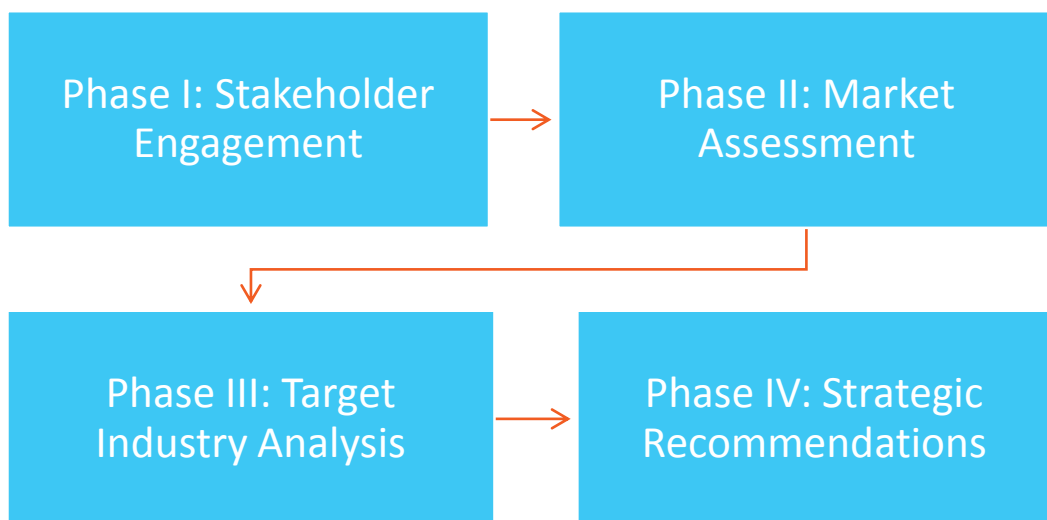 Phase I: Stakeholder
Engagement
Phase II: Market
Assessment
Phase III: Target
Industry Analysis
Phase IV: Strategic
Recommendations